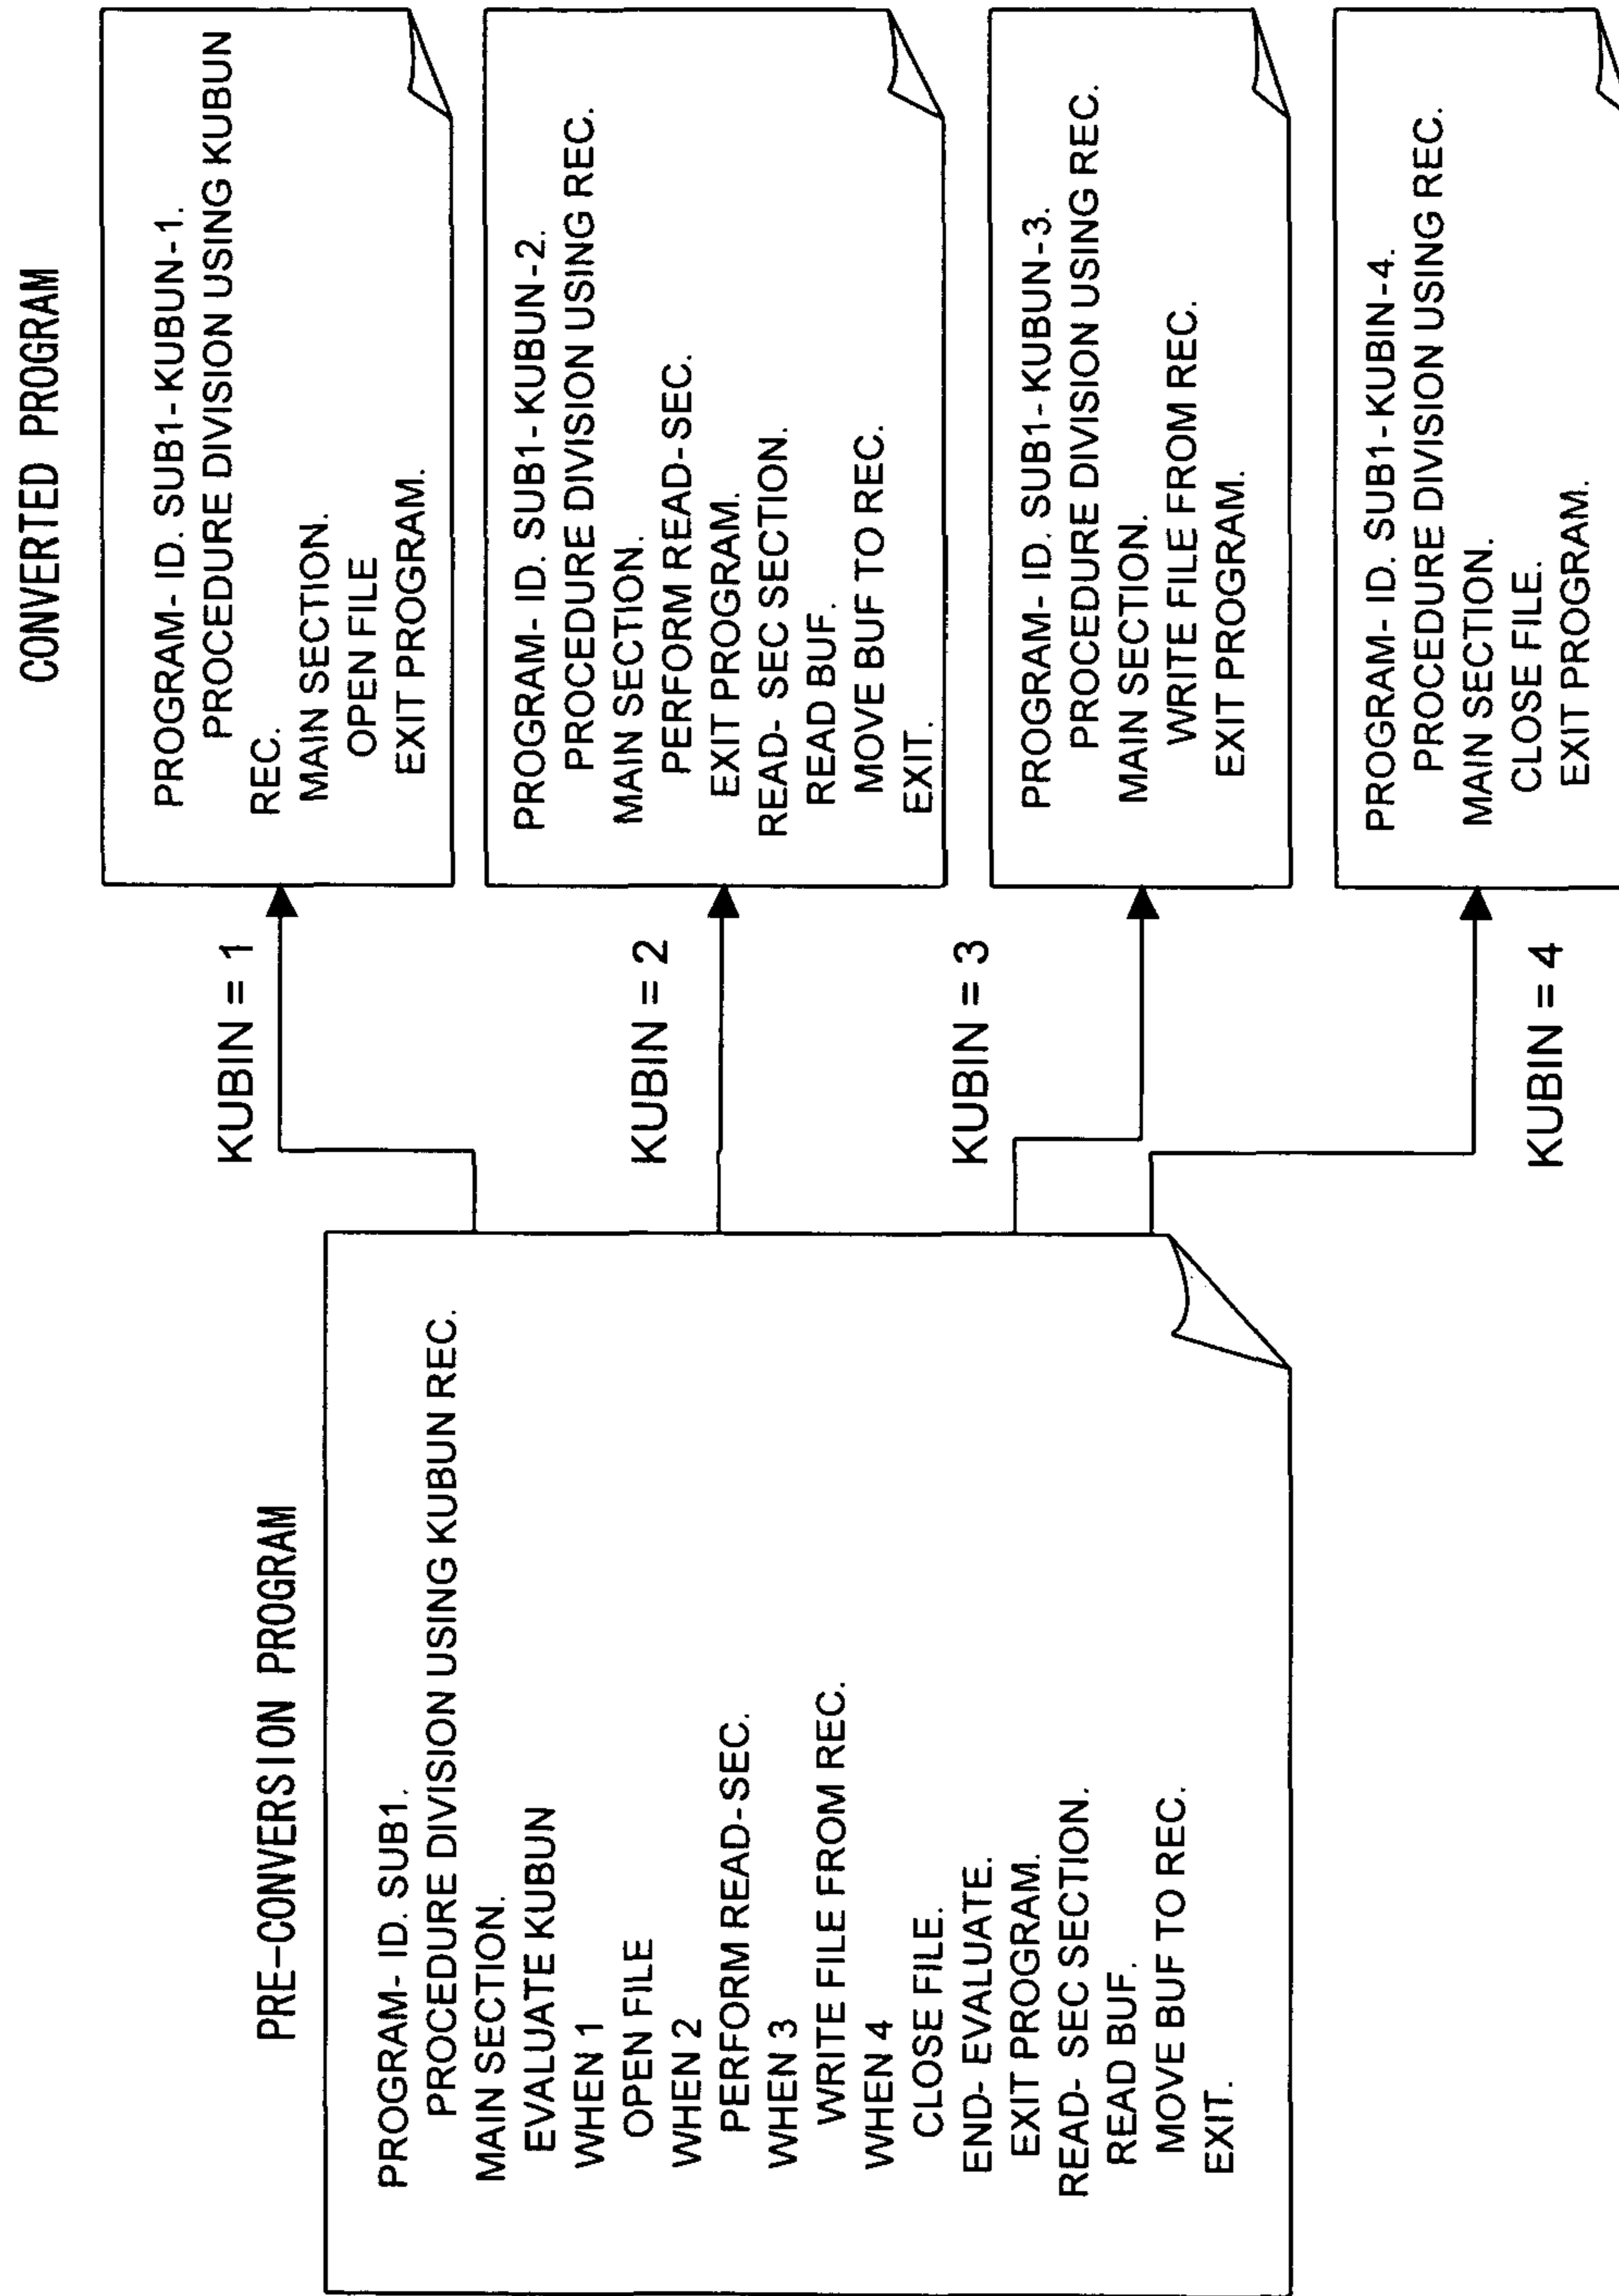 PRE-CONVERSION PROGRAM
PROGRAM- ID. SUB1.
PROCEDURE DIVISION USING KUBUN REC.
MAIN SECTION.
EVALUATE KUBUN
WHEN 1
OPEN FILE
WHEN 2
PERFORM READ-SEC.
WHEN 3
WRITE FILE FROM REC.
WHEN 4
CLOSE FILE.
END- EVALUATE.
EXIT PROGRAM.
READ- SEC SECTION.
READ BUF.
MOVE BUF TO REC.
EXIT.
KUBIN = 1
KUBIN = 2
KUBIN = 3
KUBIN = 4
CONVERTED PROGRAM
PROGRAM- ID. SUB1- KUBUN-1.
PROCEDURE DIVISION USING KUBUN
REC.
MAIN SECTION.
OPEN FILE
EXIT PROGRAM.
PROGRAM- ID. SUB1- KUBUN-2.
PROCEDURE DIVISION USING REC.
MAIN SECTION.
PERFORM READ-SEC.
EXIT PROGRAM.
READ- SEC SECTION.
READ BUF.
MOVE BUF TO REC.
EXIT.
PROGRAM- ID. SUB1- KUBUN-3.
PROCEDURE DIVISION USING REC.
MAIN SECTION.
WRITE FILE FROM REC.
EXIT PROGRAM.
PROGRAM- ID. SUB1-KUBIN-4.
PROCEDURE DIVISION USING REC.
MAIN SECTION.
CLOSE FILE.
EXIT PROGRAM.